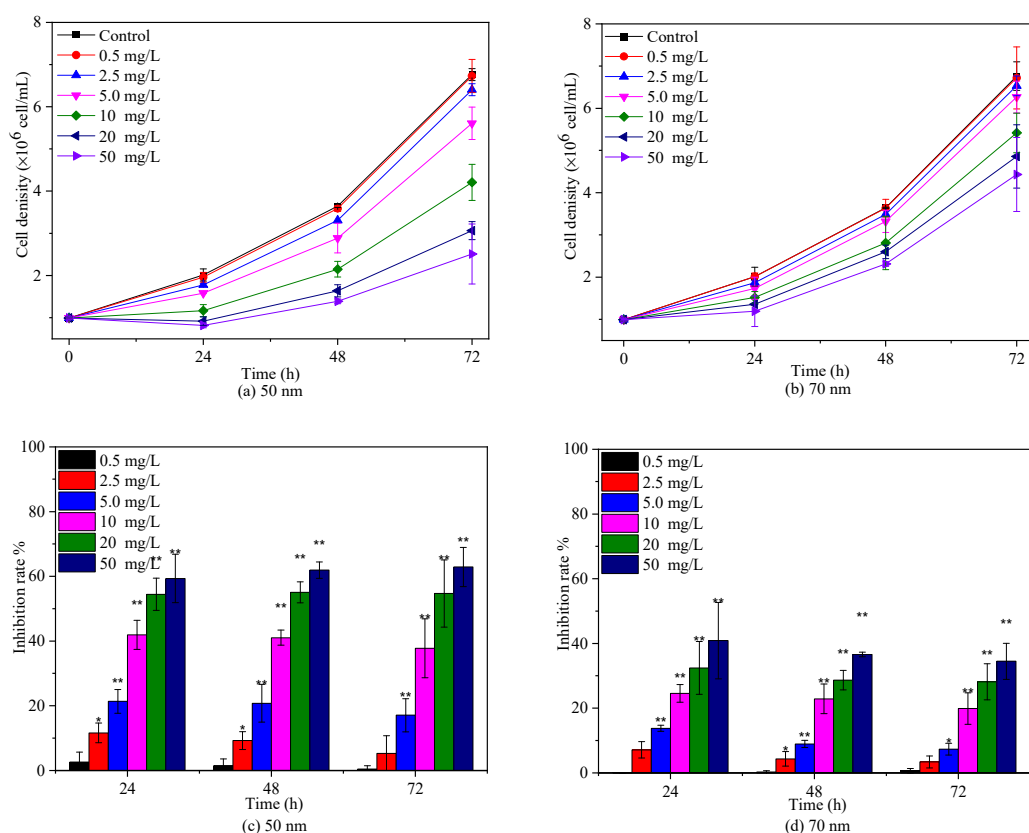 8
6
4
2
Cell denisity (×10⁶ cell/mL)
Control
0.5 mg/L
2.5 mg/L
5.0 mg/L
10 mg/L
20 mg/L
50 mg/L
0 24 48 72
Time (h)
(a) 50 nm
8
6
4
2
Cell denisity (×10⁶ cell/mL)
Control
0.5 mg/L
2.5 mg/L
5.0 mg/L
10 mg/L
20 mg/L
50 mg/L
0 24 48 72
Time (h)
(b) 70 nm
100
80
60
40
20
0
Inhibition rate %
0.5 mg/L
2.5 mg/L
5.0 mg/L
10 mg/L
20 mg/L
50 mg/L
* ** ** ** **
* ** ** ** **
** ** ** **
24 48 72
Time (h)
(c) 50 nm
100
80
60
40
20
0
Inhibition rate %
0.5 mg/L
2.5 mg/L
5.0 mg/L
10 mg/L
20 mg/L
50 mg/L
** ** ** **
* ** ** ** **
* ** ** **
24 48 72
Time (h)
(d) 70 nm